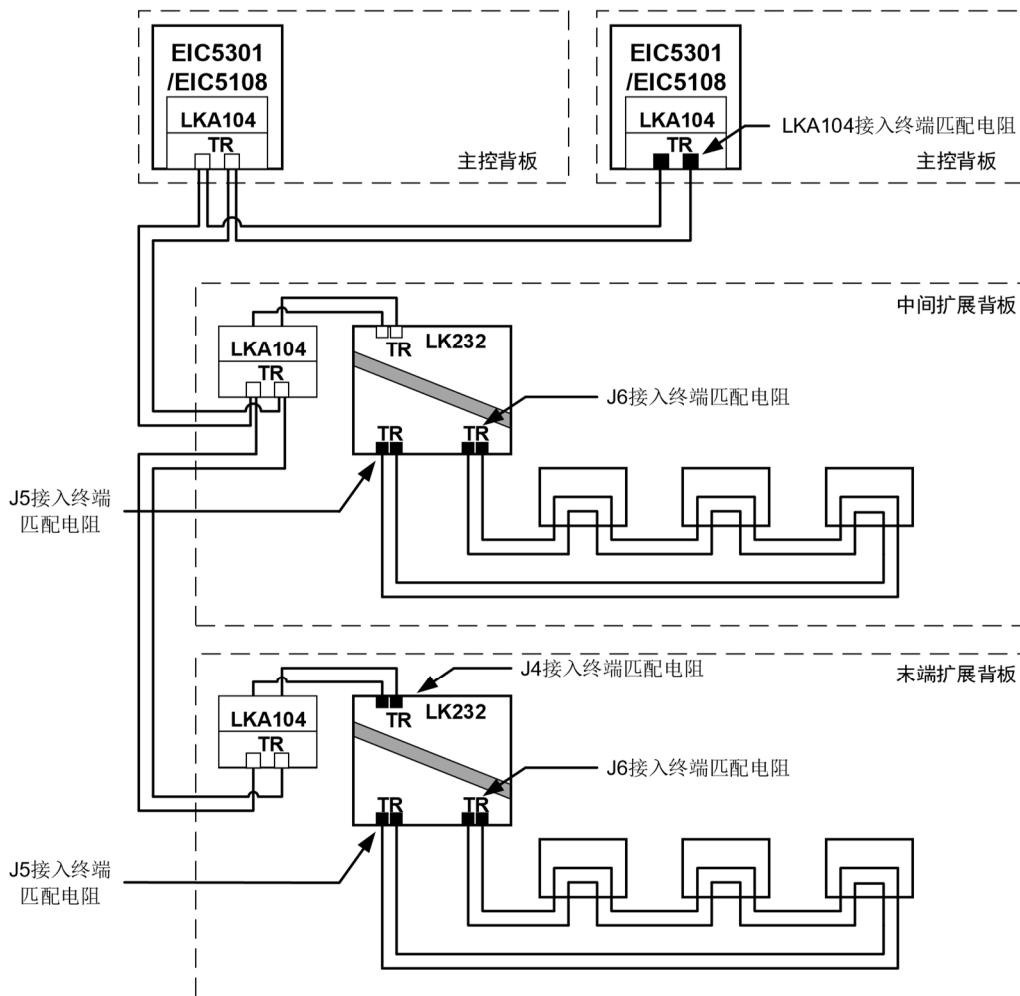 EIC5301
/EIC5108
LKA104
TR
主控背板
EIC5301
/EIC5108
LKA104
TR
主控背板
LKA104接入终端匹配电阻
中间扩展背板
LKA104
TR
TR
LK232
J6接入终端匹配电阻
TR
TR
J5接入终端
匹配电阻
末端扩展背板
J4接入终端匹配电阻
LKA104
TR
TR
LK232
J6接入终端匹配电阻
TR
TR
J5接入终端
匹配电阻